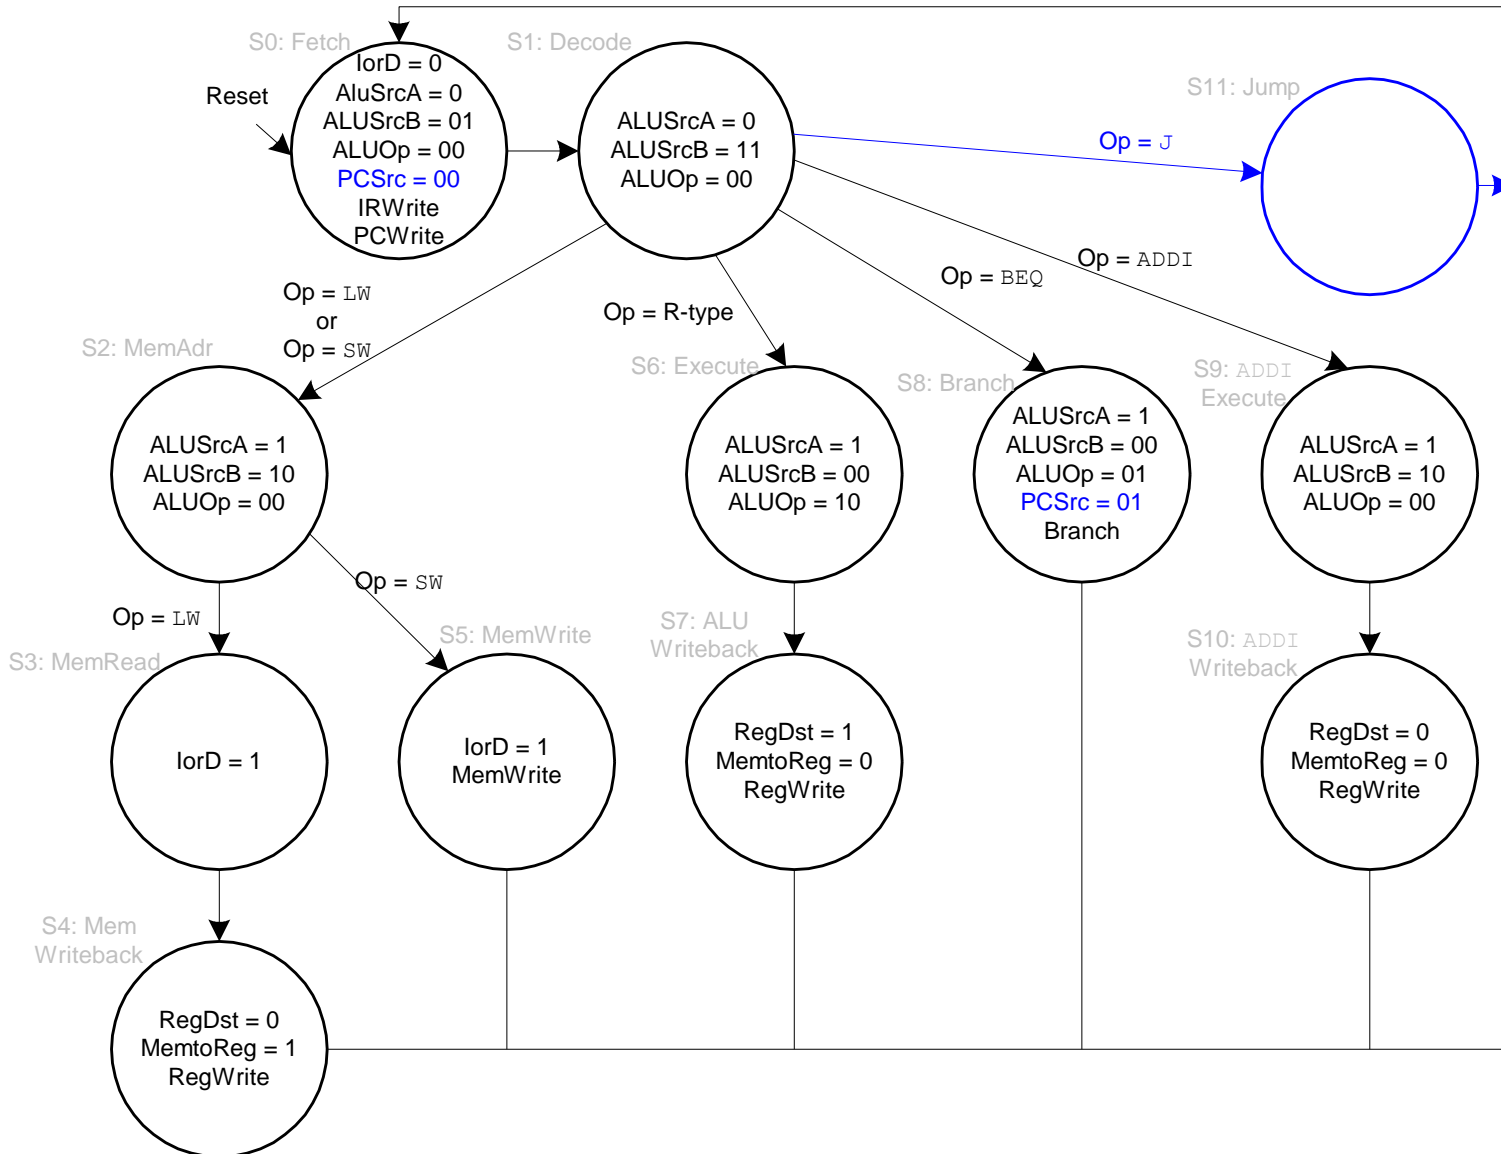 S0: Fetch
S1: Decode
Reset
IorD = 0
AluSrcA = 0
ALUSrcB = 01
ALUOp = 00
PCSrc = 00
IRWrite
PCWrite
ALUSrcA = 0
ALUSrcB = 11
ALUOp = 00
S11: Jump
Op = J
Op = ADDI
Op = BEQ
Op = R-type
Op = LW
or
Op = SW
S2: MemAdr
S6: Execute
S8: Branch
S9: ADDI
Execute
ALUSrcA = 1
ALUSrcB = 10
ALUOp = 00
ALUSrcA = 1
ALUSrcB = 00
ALUOp = 10
ALUSrcA = 1
ALUSrcB = 00
ALUOp = 01
PCSrc = 01
Branch
ALUSrcA = 1
ALUSrcB = 10
ALUOp = 00
Op = LW
Op = SW
S3: MemRead
S5: MemWrite
S7: ALU
Writeback
S10: ADDI
Writeback
IorD = 1
IorD = 1
MemWrite
RegDst = 1
MemtoReg = 0
RegWrite
RegDst = 0
MemtoReg = 0
RegWrite
S4: Mem
Writeback
RegDst = 0
MemtoReg = 1
RegWrite